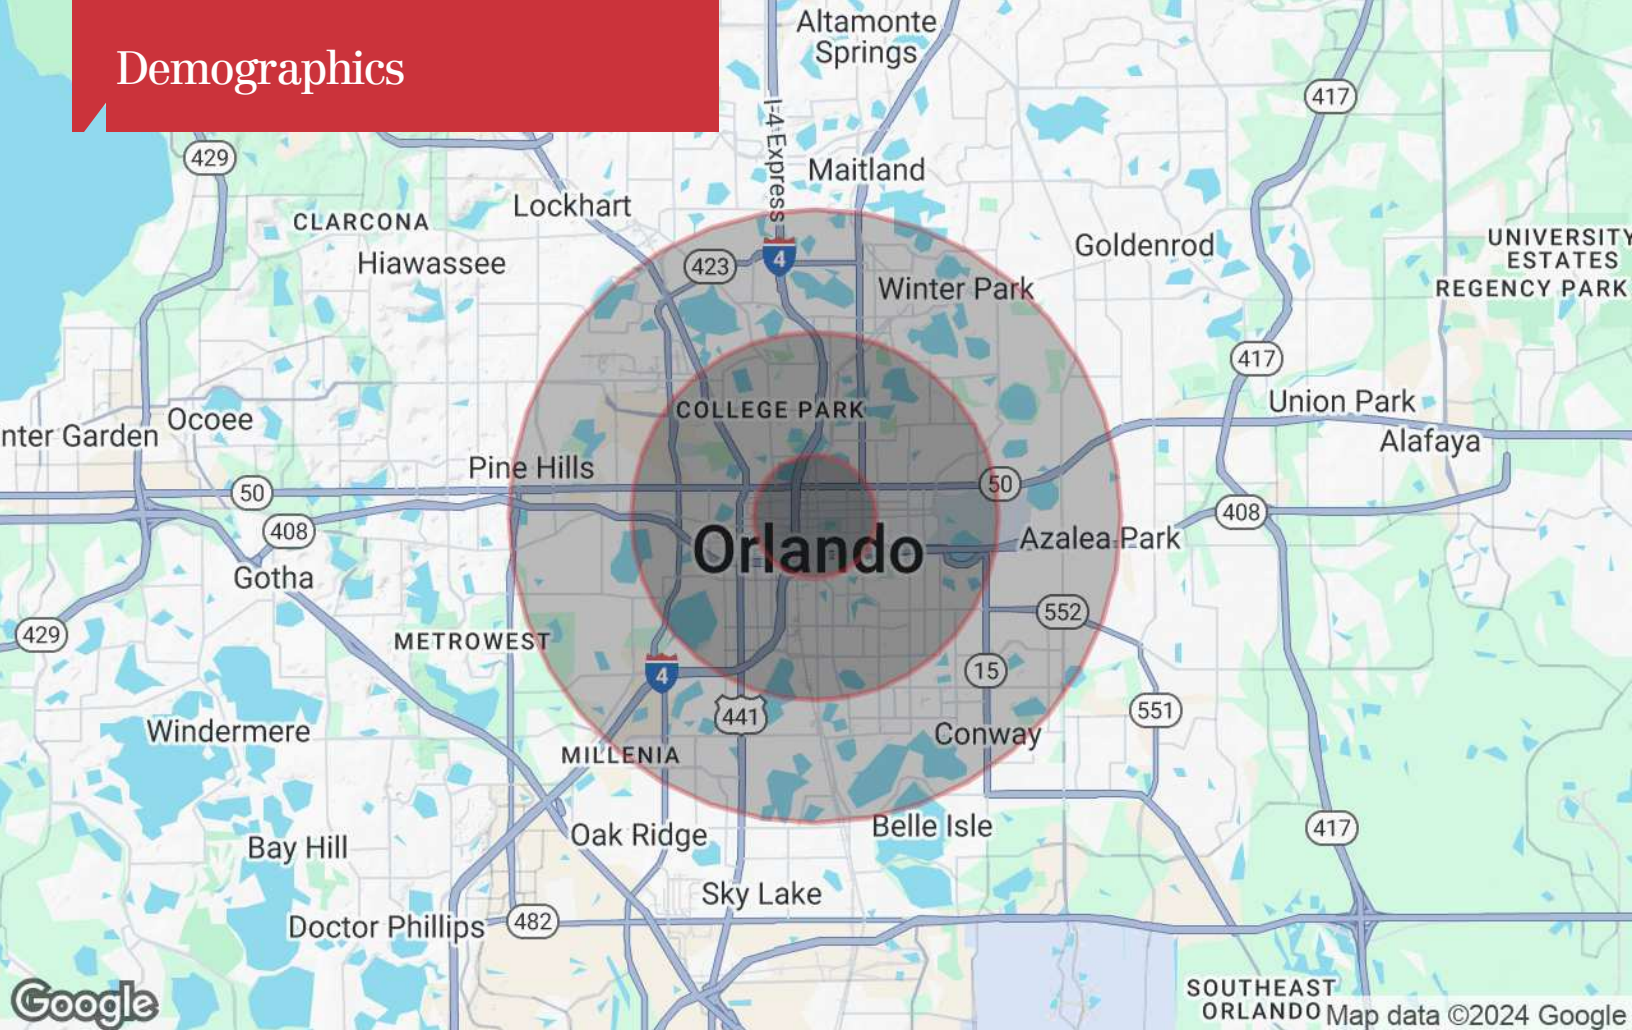 Demographics
Altamonte
Springs
417
I-4 Express
429
Maitland
Lockhart
CLARCONA
Hiawassee
423
4
Goldenrod
UNIVERSITY
ESTATES
REGENCY PARK
Winter Park
417
COLLEGE PARK
Union Park
Ocoee
nter Garden
Alafaya
Pine Hills
50
50
408
408
Orlando
Azalea Park
Gotha
552
429
METROWEST
4
15
441
551
Windermere
Conway
MILLENIA
Belle Isle
417
Oak Ridge
Bay Hill
Sky Lake
Doctor Phillips
482
SOUTHEAST
ORLANDO
Google
Map data ©2024 Google